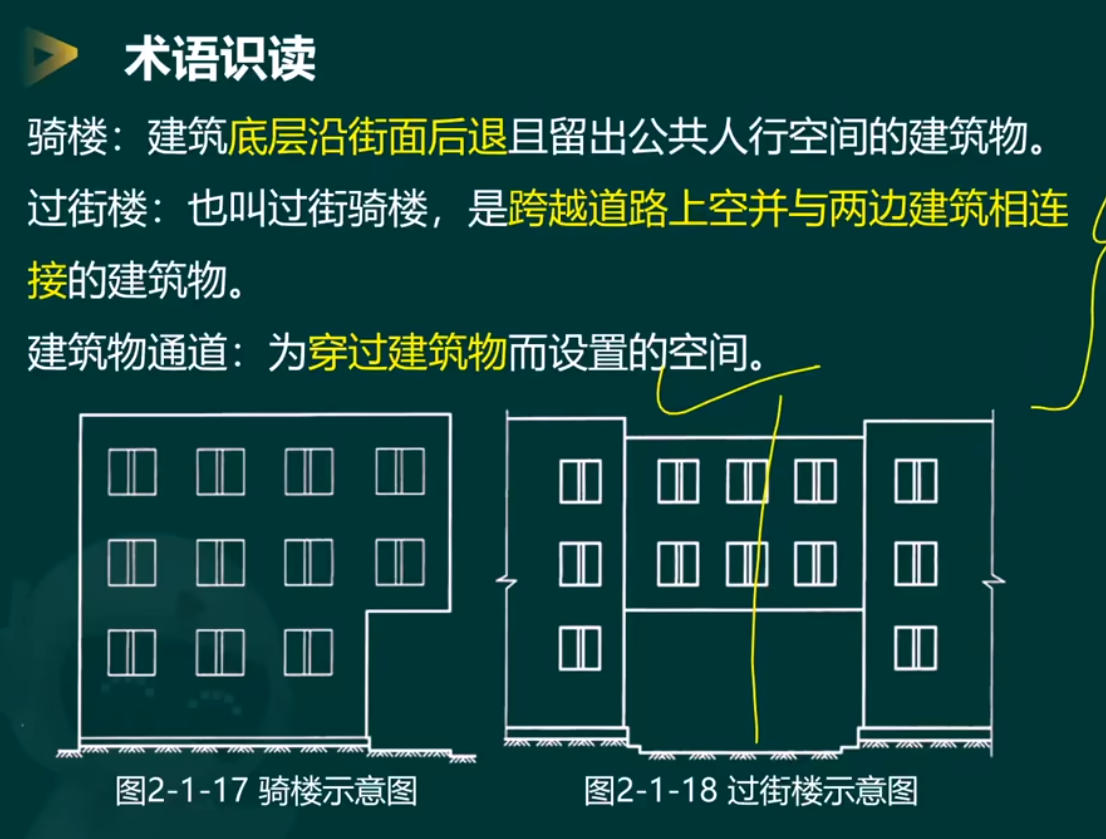 术语识读
骑楼：建筑底层沿街面后退且留出公共人行空间的建筑物。
过街楼：也叫过街骑楼，是跨越道路上空并与两边建筑相连
接的建筑物。
建筑物通道：为穿过建筑物而设置的空间。
图2-1-17 骑楼示意图
图2-1-18 过街楼示意图